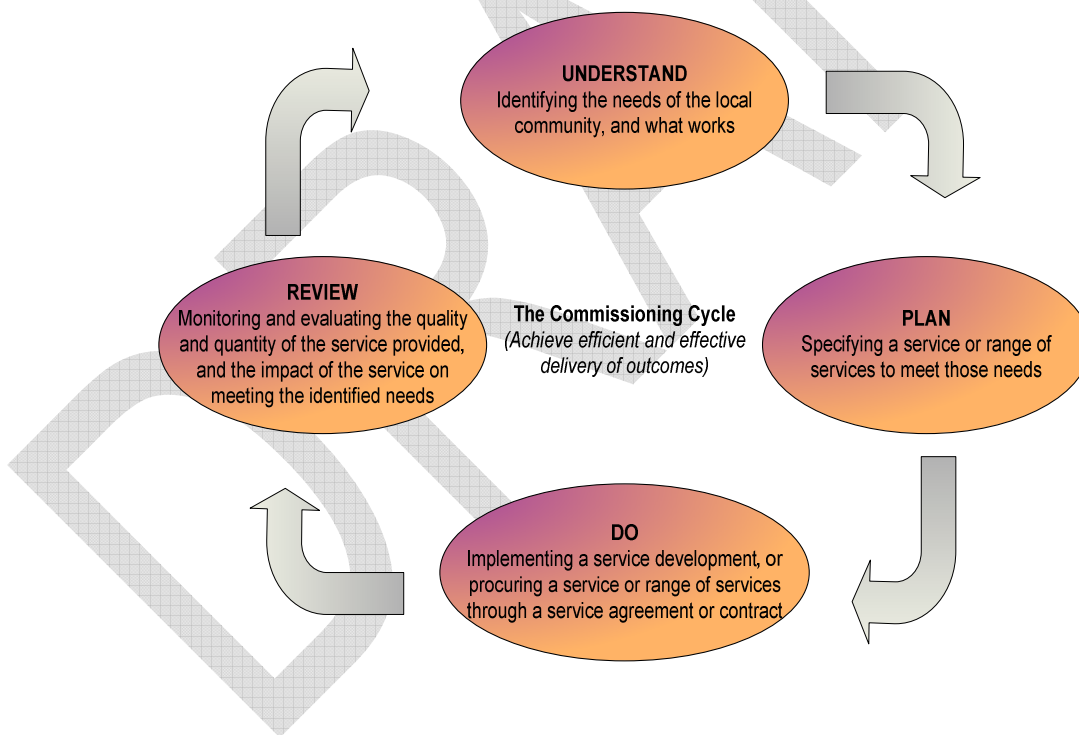 UNDERSTAND
Identifying the needs of the local
community, and what works
REVIEW
Monitoring and evaluating the quality
and quantity of the service provided,
and the impact of the service on
meeting the identified needs
The Commissioning Cycle
(Achieve efficient and effective
delivery of outcomes)
PLAN
Specifying a service or range of
services to meet those needs
DO
Implementing a service development, or
procuring a service or range of services
through a service agreement or contract